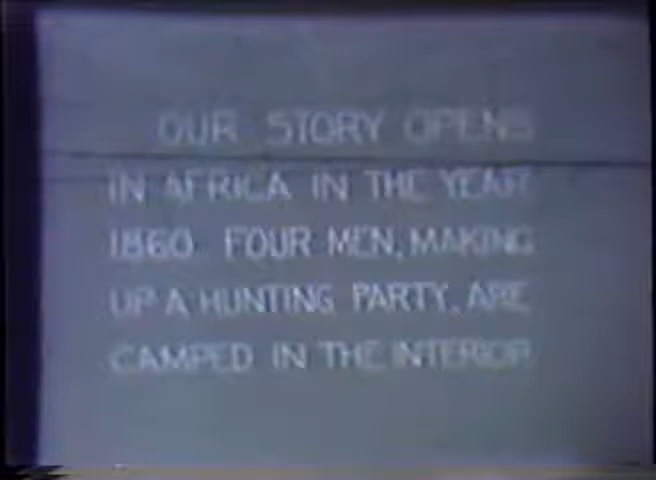 OUR STORY OPENS
IN AFRICA IN THE YEAR
1860. FOUR MEN, MAKING
UP A HUNTING PARTY, ARE
CAMPED IN THE INTERIOR